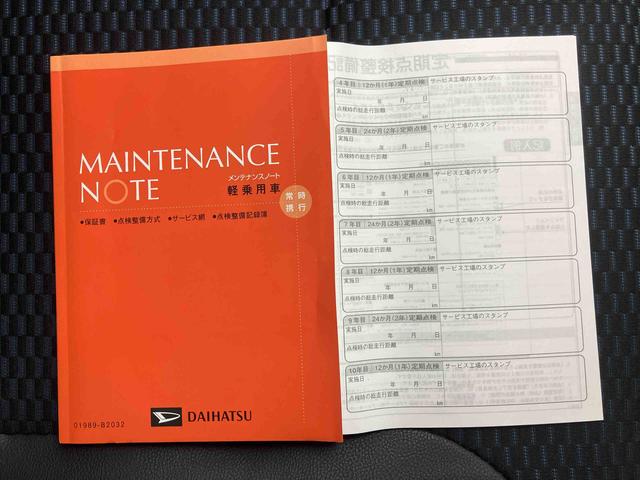 MAINTENANCE
NOTE
メンテナンスノート
軽乗用車
常時
携行
●保証書 ●点検整備方式 ●サービス網 ●点検整備記録簿
DAIHATSU
01989-B2032
4年目 12か月(1年)定期点検 サービス工場のスタンプ
実施日
年 月 日
点検時の総走行距離
km
5年目 24か月(2年)定期点検 サービス工場のスタンプ
実施日
年 月 日
点検時の総走行距離
km
6年目 12か月(1年)定期点検 サービス工場のスタンプ
実施日
年 月 日
点検時の総走行距離
km
7年目 24か月(2年)定期点検 サービス工場のスタンプ
実施日
年 月 日
点検時の総走行距離
km
8年目 12か月(1年)定期点検 サービス工場のスタンプ
実施日
年 月 日
点検時の総走行距離
km
9年目 24か月(2年)定期点検 サービス工場のスタンプ
実施日
年 月 日
点検時の総走行距離
km
10年目 12か月(1年)定期点検 サービス工場のスタンプ
実施日
年 月 日
点検時の総走行距離
km